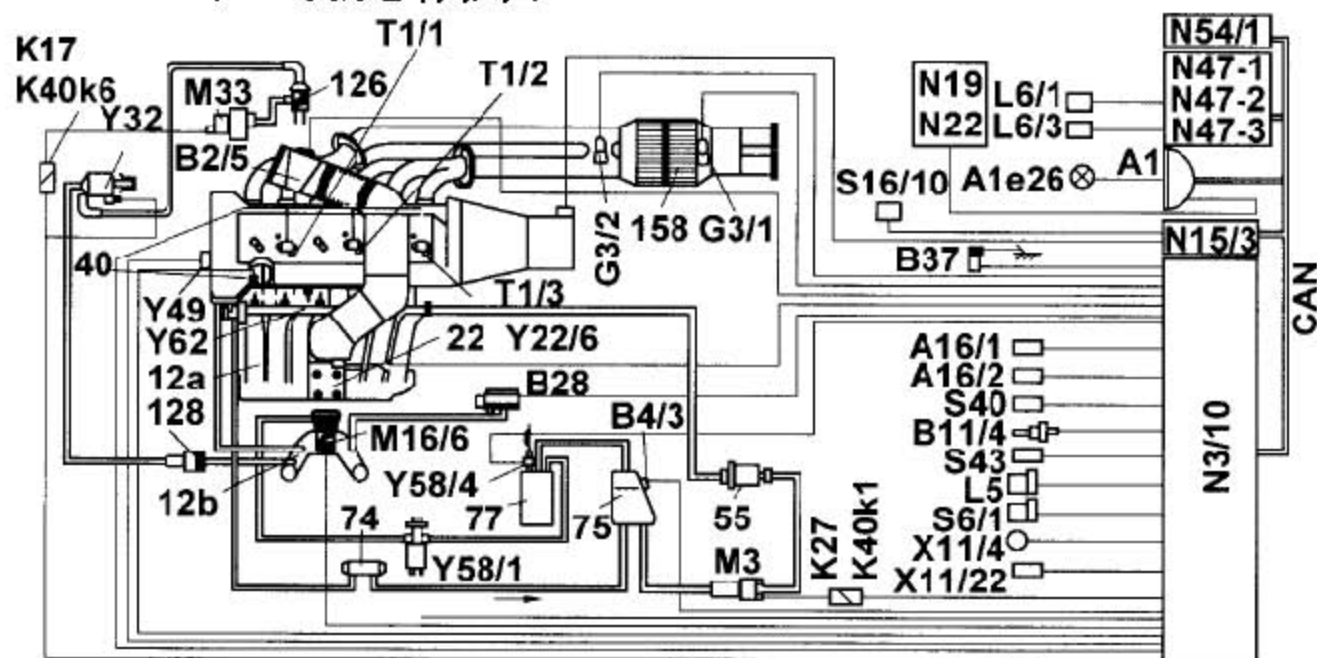 T1/1
N54/1
K17
T1/2
N47-1
K40k6
M33
126
N19
L6/1
N47-2
Y32
N22
L6/3
N47-3
B2/5
A1
S16/10
A1e26
G3/2
158
G3/1
N15/3
B37
40
CAN
Y49
T1/3
Y62
22
Y22/6
A16/1
12a
B28
A16/2
B4/3
S40
128
M16/6
B11/4
N3/10
Y58/4
S43
12b
L5
74
77
75
55
S6/1
K27
K40k1
X11/4
Y58/1
M3
X11/22